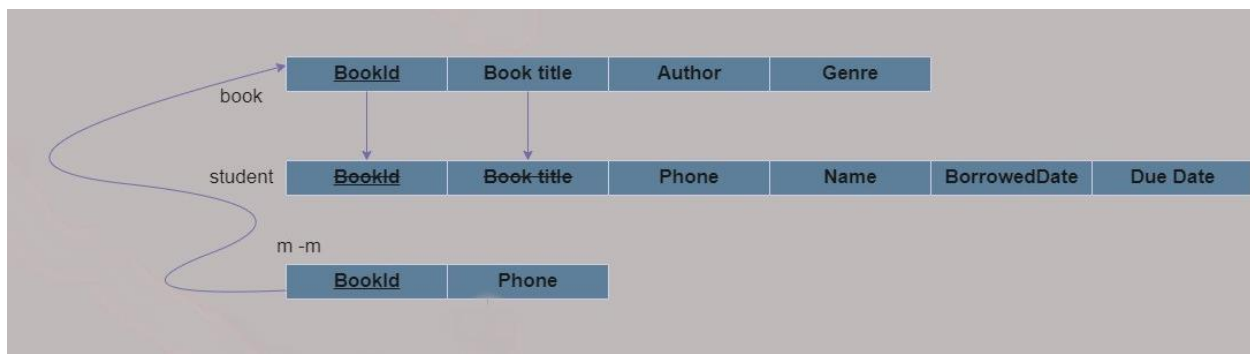 BookId Book title Author Genre
book
student BookId Book title Phone Name BorrowedDate Due Date
m -m
BookId Phone